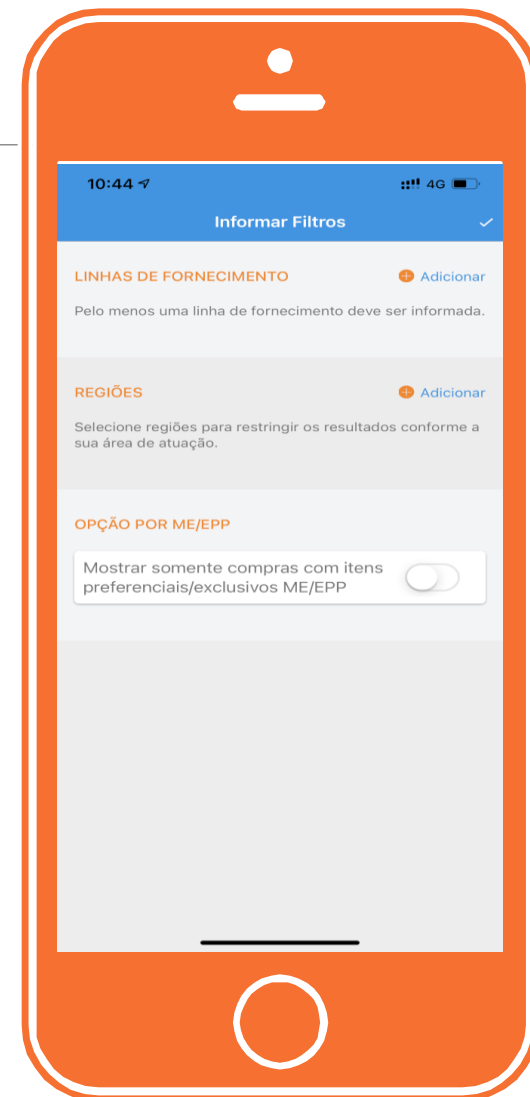 10:44 4G
Informar Filtros
LINHAS DE FORNECIMENTO Adicionar
Pelo menos uma linha de fornecimento deve ser informada.
REGIÕES Adicionar
Selecione regiões para restringir os resultados conforme a
sua área de atuação.
OPÇÃO POR ME/EPP
Mostrar somente compras com itens
preferenciais/exclusivos ME/EPP